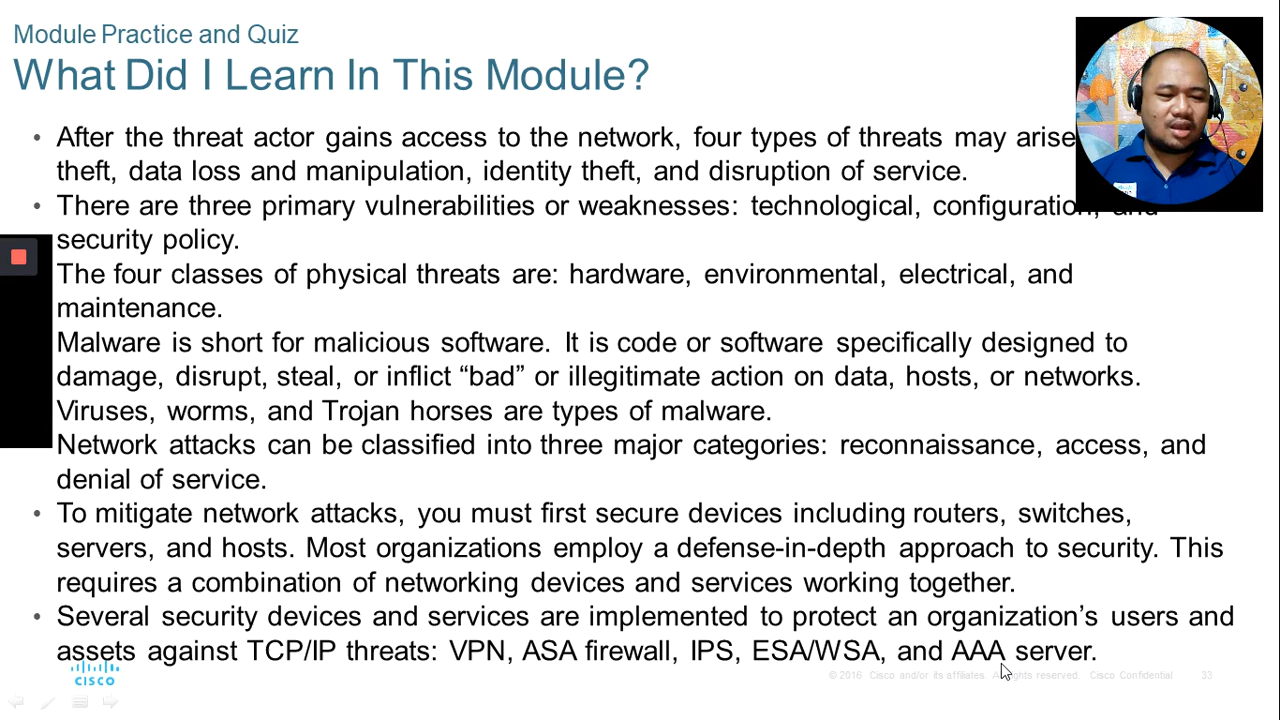 Module Practice and Quiz
What Did I Learn In This Module?
• After the threat actor gains access to the network, four types of threats may arise
theft, data loss and manipulation, identity theft, and disruption of service.
• There are three primary vulnerabilities or weaknesses: technological, configuration, and
security policy.
The four classes of physical threats are: hardware, environmental, electrical, and
maintenance.
Malware is short for malicious software. It is code or software specifically designed to
damage, disrupt, steal, or inflict “bad” or illegitimate action on data, hosts, or networks.
Viruses, worms, and Trojan horses are types of malware.
Network attacks can be classified into three major categories: reconnaissance, access, and
denial of service.
• To mitigate network attacks, you must first secure devices including routers, switches,
servers, and hosts. Most organizations employ a defense-in-depth approach to security. This
requires a combination of networking devices and services working together.
• Several security devices and services are implemented to protect an organization’s users and
assets against TCP/IP threats: VPN, ASA firewall, IPS, ESA/WSA, and AAA server.
CISCO
© 2016 Cisco and/or its affiliates. All rights reserved. Cisco Confidential 33